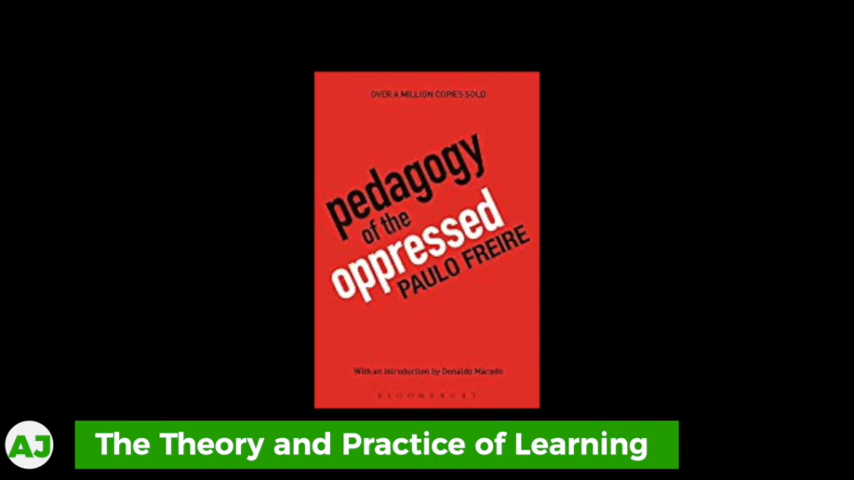 OVER A MILLION COPIES SOLD
pedagogy
of the
oppressed
PAULO FREIRE
With an introduction by Donaldo Macedo
BLOOMSBURY
AJ
The Theory and Practice of Learning